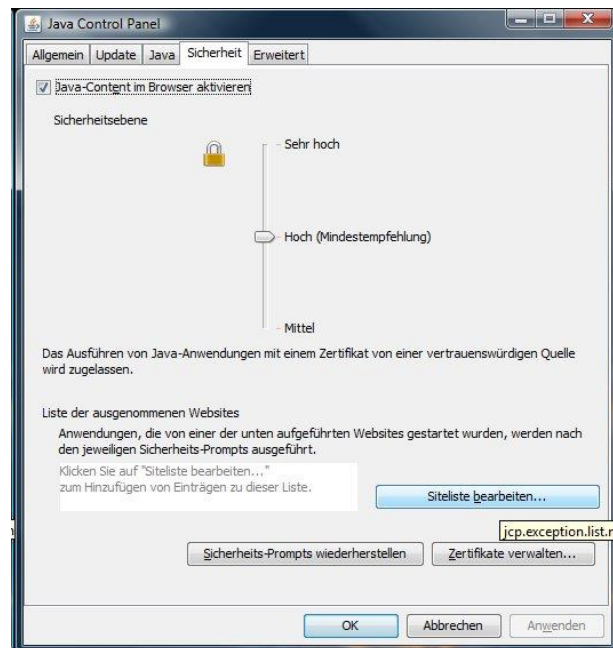 Java Control Panel
Allgemein Update Java Sicherheit Erweitert
Java-Content im Browser aktivieren
Sicherheitsebene
Sehr hoch
Hoch (Mindestempfehlung)
Mittel
Das Ausführen von Java-Anwendungen mit einem Zertifikat von einer vertrauenswürdigen Quelle
wird zugelassen.
Liste der ausgenommenen Websites
Anwendungen, die von einer der unten aufgeführten Websites gestartet wurden, werden nach
den jeweiligen Sicherheits-Prompts ausgeführt.
Klicken Sie auf "Siteliste bearbeiten..."
zum Hinzufügen von Einträgen zu dieser Liste.
Siteliste bearbeiten...
jcp.exception.list.
Sicherheits-Prompts wiederherstellen Zertifikate verwalten...
OK Abbrechen Anwenden